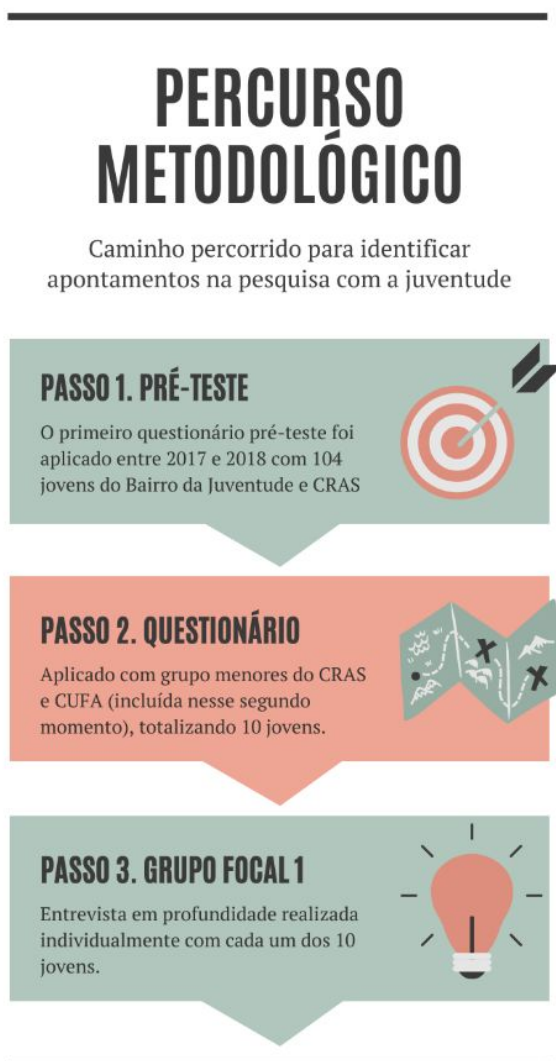 PERCURSO
METODOLÓGICO
Caminho percorrido para identificar
apontamentos na pesquisa com a juventude
PASSO 1. PRÉ-TESTE
O primeiro questionário pré-teste foi
aplicado entre 2017 e 2018 com 104
jovens do Bairro da Juventude e CRAS
PASSO 2. QUESTIONÁRIO
Aplicado com grupo menores do CRAS
e CUFA (incluída nesse segundo
momento), totalizando 10 jovens.
PASSO 3. GRUPO FOCAL 1
Entrevista em profundidade realizada
individualmente com cada um dos 10
jovens.